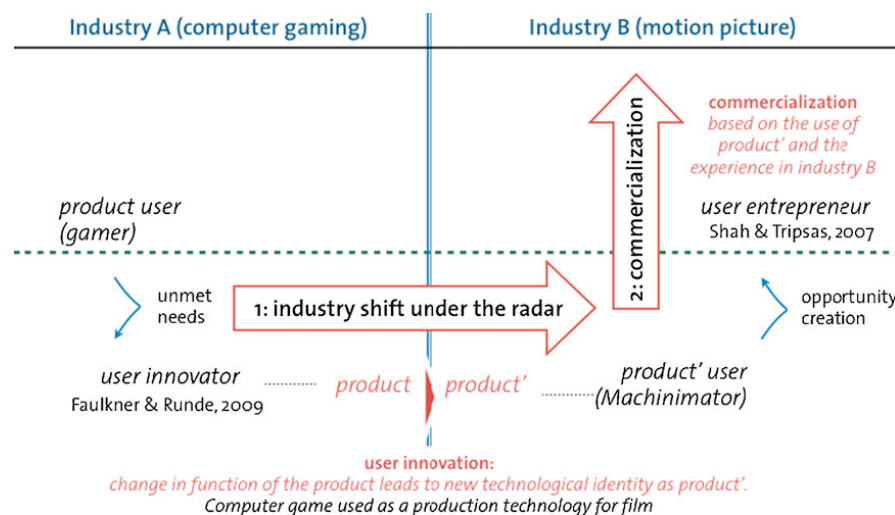 Industry A (computer gaming)
Industry B (motion picture)
commercialization
based on the use of
product' and the
experience in industry B
2: commercialization
product user
(gamer)
user entrepreneur
Shah & Tripsas, 2007
unmet
needs
1: industry shift under the radar
opportunity
creation
user innovator
Faulkner & Runde, 2009
product
product'
product' user
(Machinimator)
user innovation:
change in function of the product leads to new technological identity as product'.
Computer game used as a production technology for film